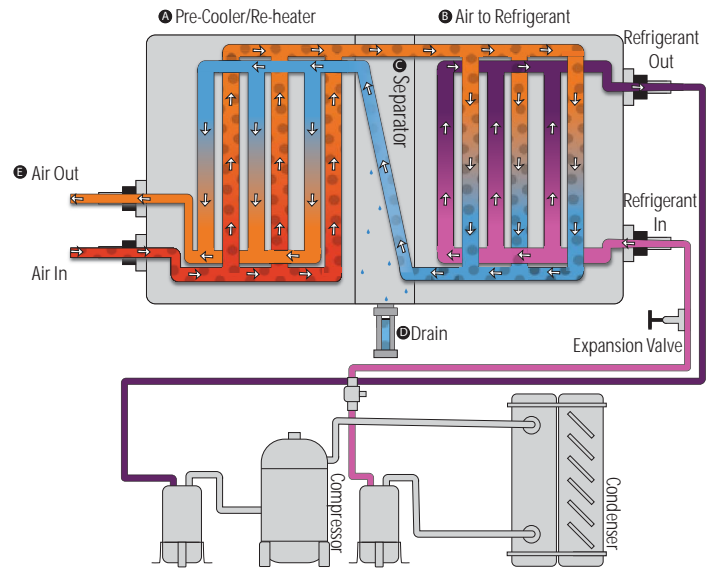 A Pre-Cooler/Re-heater
B Air to Refrigerant
Refrigerant
Out
C Separator
E Air Out
Refrigerant
In
Air In
D Drain
Expansion Valve
Compressor
Condenser